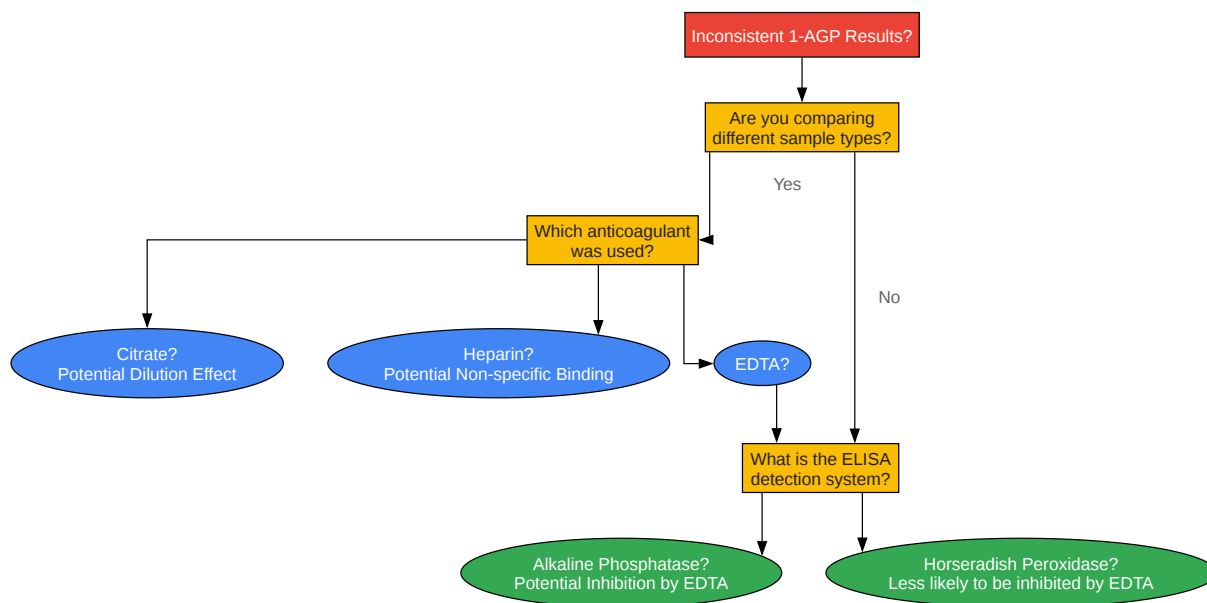 Inconsistent 1-AGP Results?
Are you comparing
different sample types?
Yes
Which anticoagulant
was used?
No
Citrate?
Potential Dilution Effect
Heparin?
Potential Non-specific Binding
EDTA?
What is the ELISA
detection system?
Alkaline Phosphatase?
Potential Inhibition by EDTA
Horseradish Peroxidase?
Less likely to be inhibited by EDTA